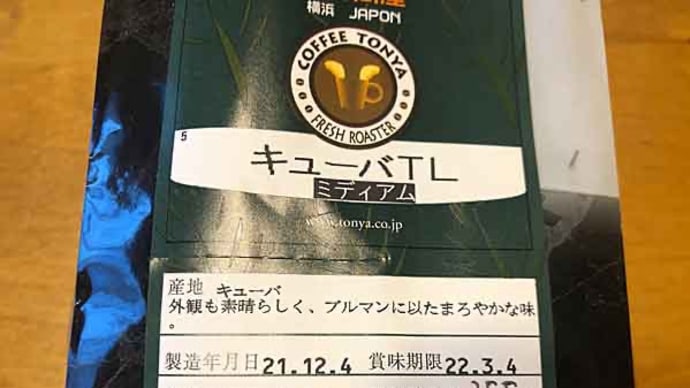 横浜 JAPON
COFFEE TONYA
FRESH ROASTER
5
キューバTL
ミディアム
www.tonya.co.jp
産地 キューバ
外観も素晴らしく、ブルマンに以たまろやかな味
。
製造年月日 21.12.4 賞味期限 22.3.4